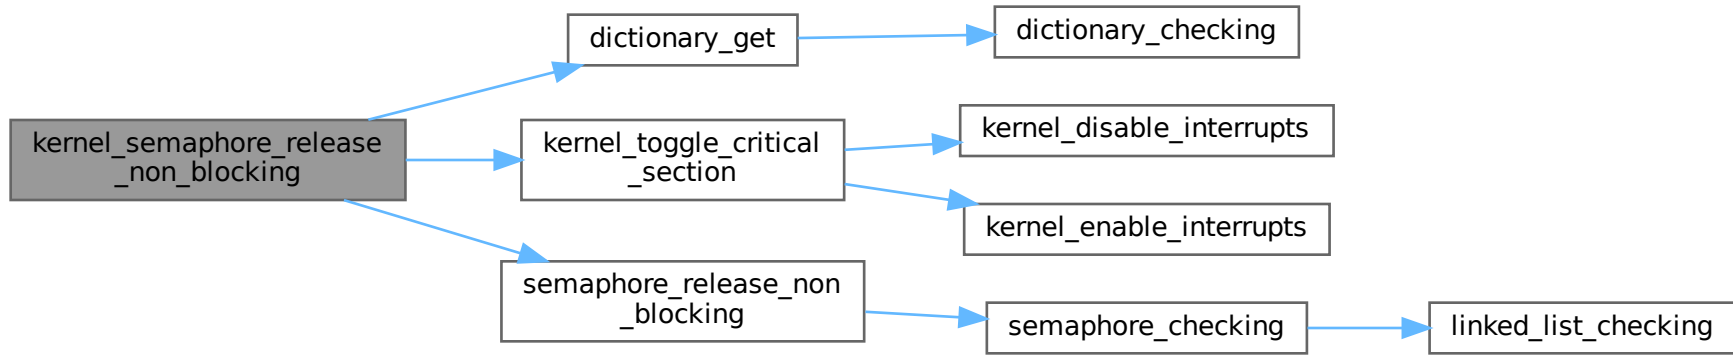 dictionary_get
dictionary_checking
kernel_semaphore_release
_non_blocking
kernel_toggle_critical
_section
kernel_disable_interrupts
kernel_enable_interrupts
semaphore_release_non
_blocking
semaphore_checking
linked_list_checking